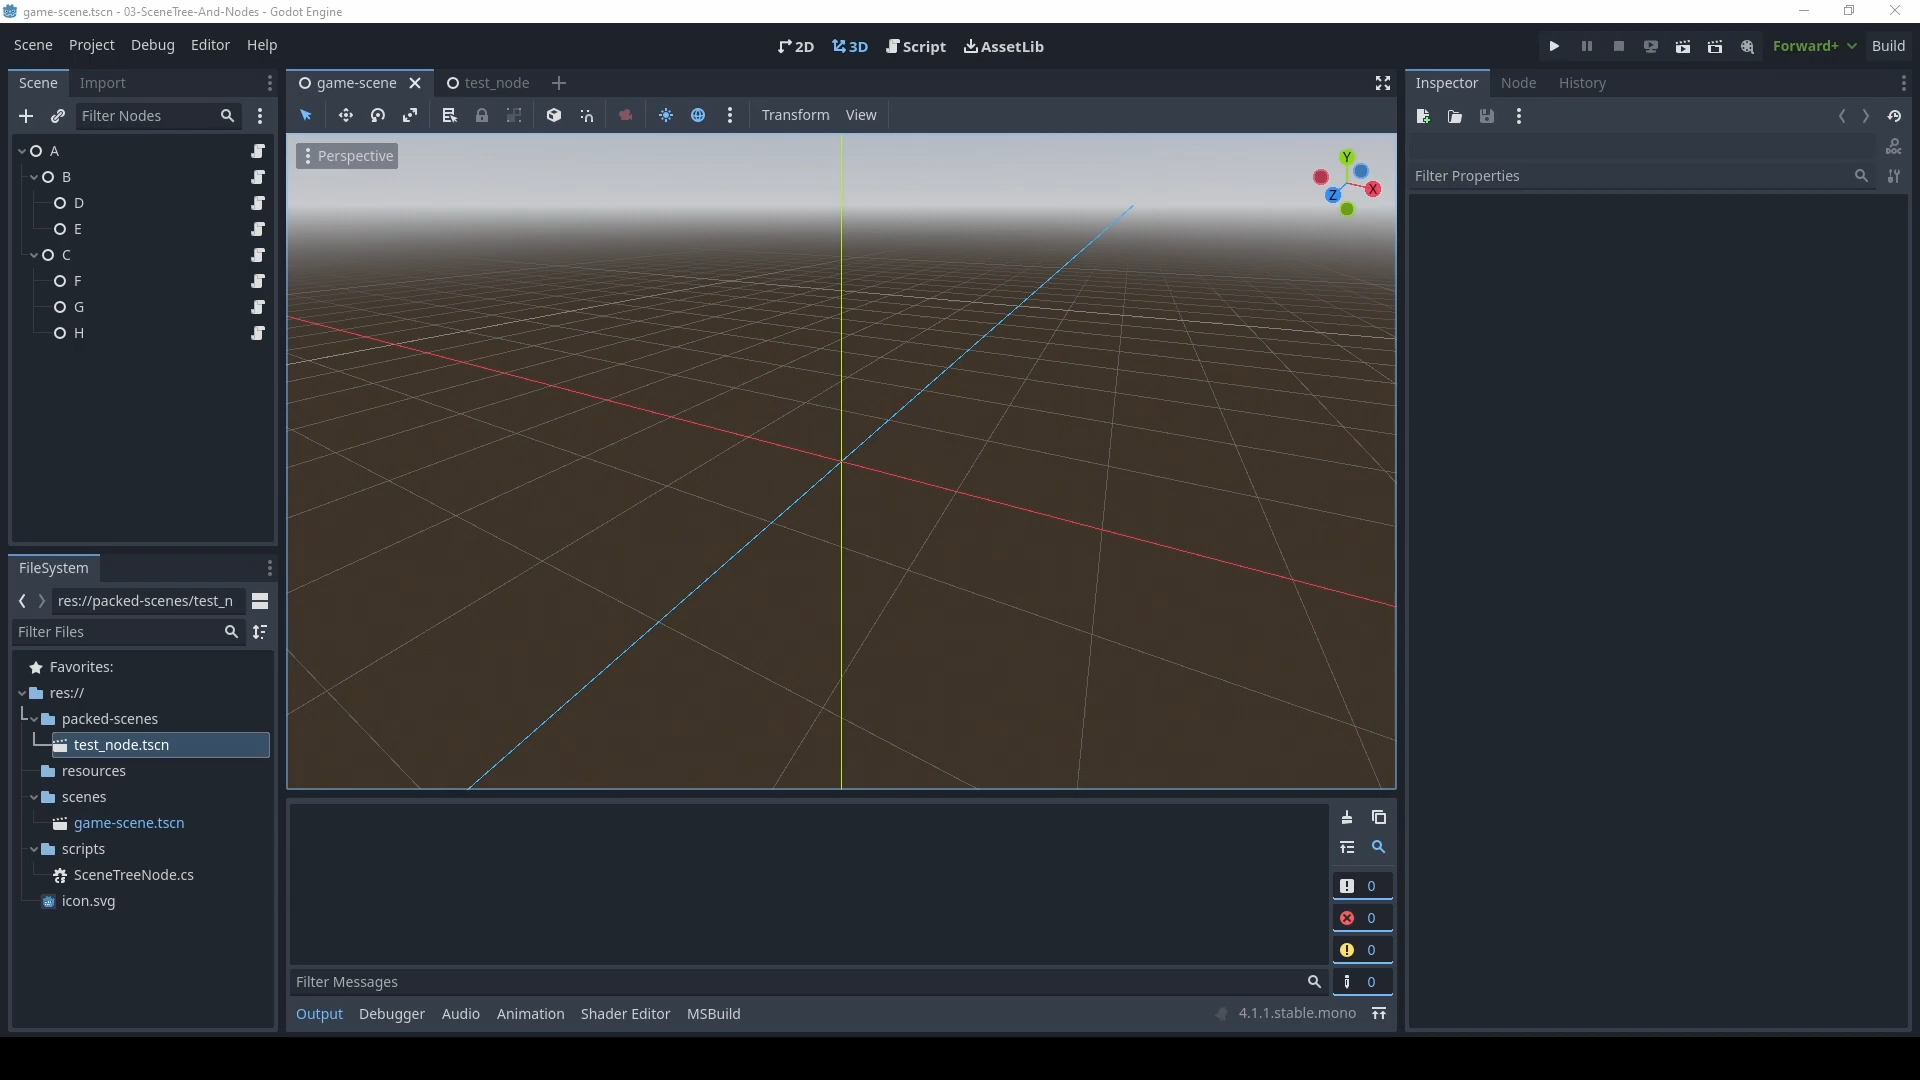 game-scene.tscn - 03-SceneTree-And-Nodes - Godot Engine
Scene Project Debug Editor Help
2D 3D Script AssetLib
Forward+ Build
Scene Import
game-scene test_node
Inspector Node History
Filter Nodes
Transform View
A
B
D
E
C
F
G
H
Perspective
Y
X
Z
Filter Properties
FileSystem
res://packed-scenes/test_n
Filter Files
Favorites:
res://
packed-scenes
test_node.tscn
resources
scenes
game-scene.tscn
scripts
SceneTreeNode.cs
icon.svg
0
0
0
0
Filter Messages
Output Debugger Audio Animation Shader Editor MSBuild
4.1.1.stable.mono